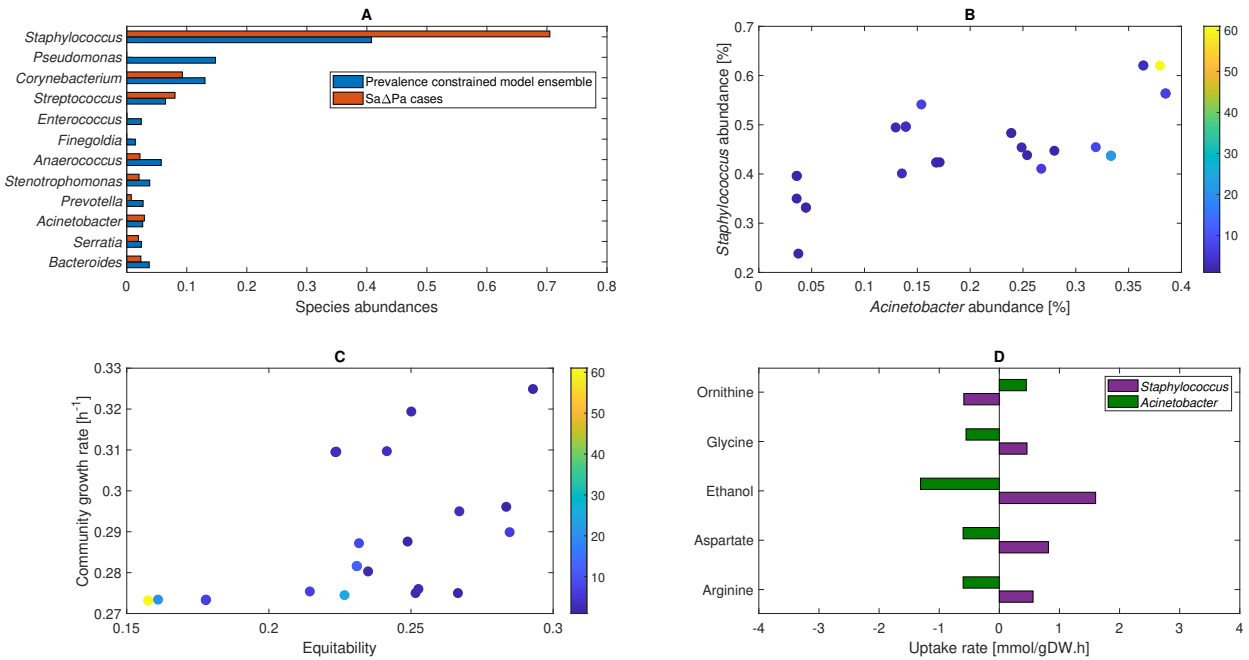 A
Staphylococcus
Pseudomonas
Corynebacterium
Streptococcus
Enterococcus
Finegoldia
Anaerococcus
Stenotrophomonas
Prevotella
Acinetobacter
Serratia
Bacteroides
Prevalence constrained model ensemble
SaΔPa cases
0 0.1 0.2 0.3 0.4 0.5 0.6 0.7 0.8
Species abundances
B
Staphylococcus abundance [%]
0.7
0.6
0.5
0.4
0.3
0.2
0 0.05 0.1 0.15 0.2 0.25 0.3 0.35 0.4
Acinetobacter abundance [%]
60
50
40
30
20
10
C
Community growth rate [h⁻¹]
0.33
0.32
0.31
0.3
0.29
0.28
0.27
0.15 0.2 0.25 0.3
Equitability
60
50
40
30
20
10
D
Ornithine
Glycine
Ethanol
Aspartate
Arginine
Staphylococcus
Acinetobacter
-4 -3 -2 -1 0 1 2 3 4
Uptake rate [mmol/gDW.h]